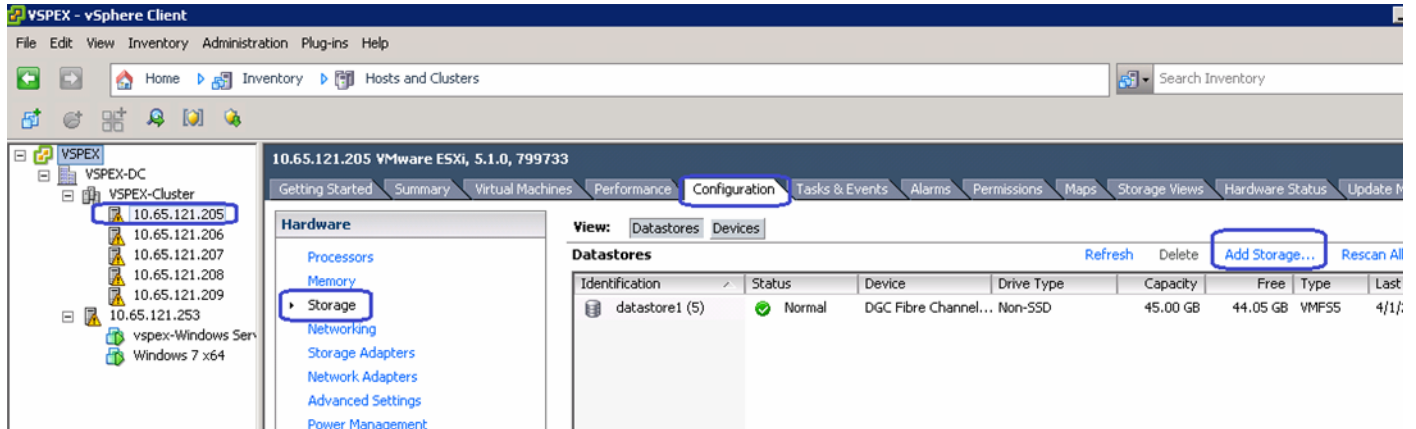 VSPEX - vSphere Client
File Edit View Inventory Administration Plug-ins Help
Home Inventory Hosts and Clusters
Search Inventory
VSPEX
VSPEX-DC
VSPEX-Cluster
10.65.121.205
10.65.121.206
10.65.121.207
10.65.121.208
10.65.121.209
10.65.121.253
vspex-Windows Serv
Windows 7 x64
10.65.121.205 VMware ESXi, 5.1.0, 799733
Getting Started Summary Virtual Machines Performance Configuration Tasks & Events Alarms Permissions Maps Storage Views Hardware Status Update M
Hardware
Processors
Memory
Storage
Networking
Storage Adapters
Network Adapters
Advanced Settings
Power Management
View: Datastores Devices
Datastores Refresh Delete Add Storage... Rescan All
Identification Status Device Drive Type Capacity Free Type Last
datastore1 (5) Normal DGC Fibre Channel... Non-SSD 45.00 GB 44.05 GB VMFS5 4/1/